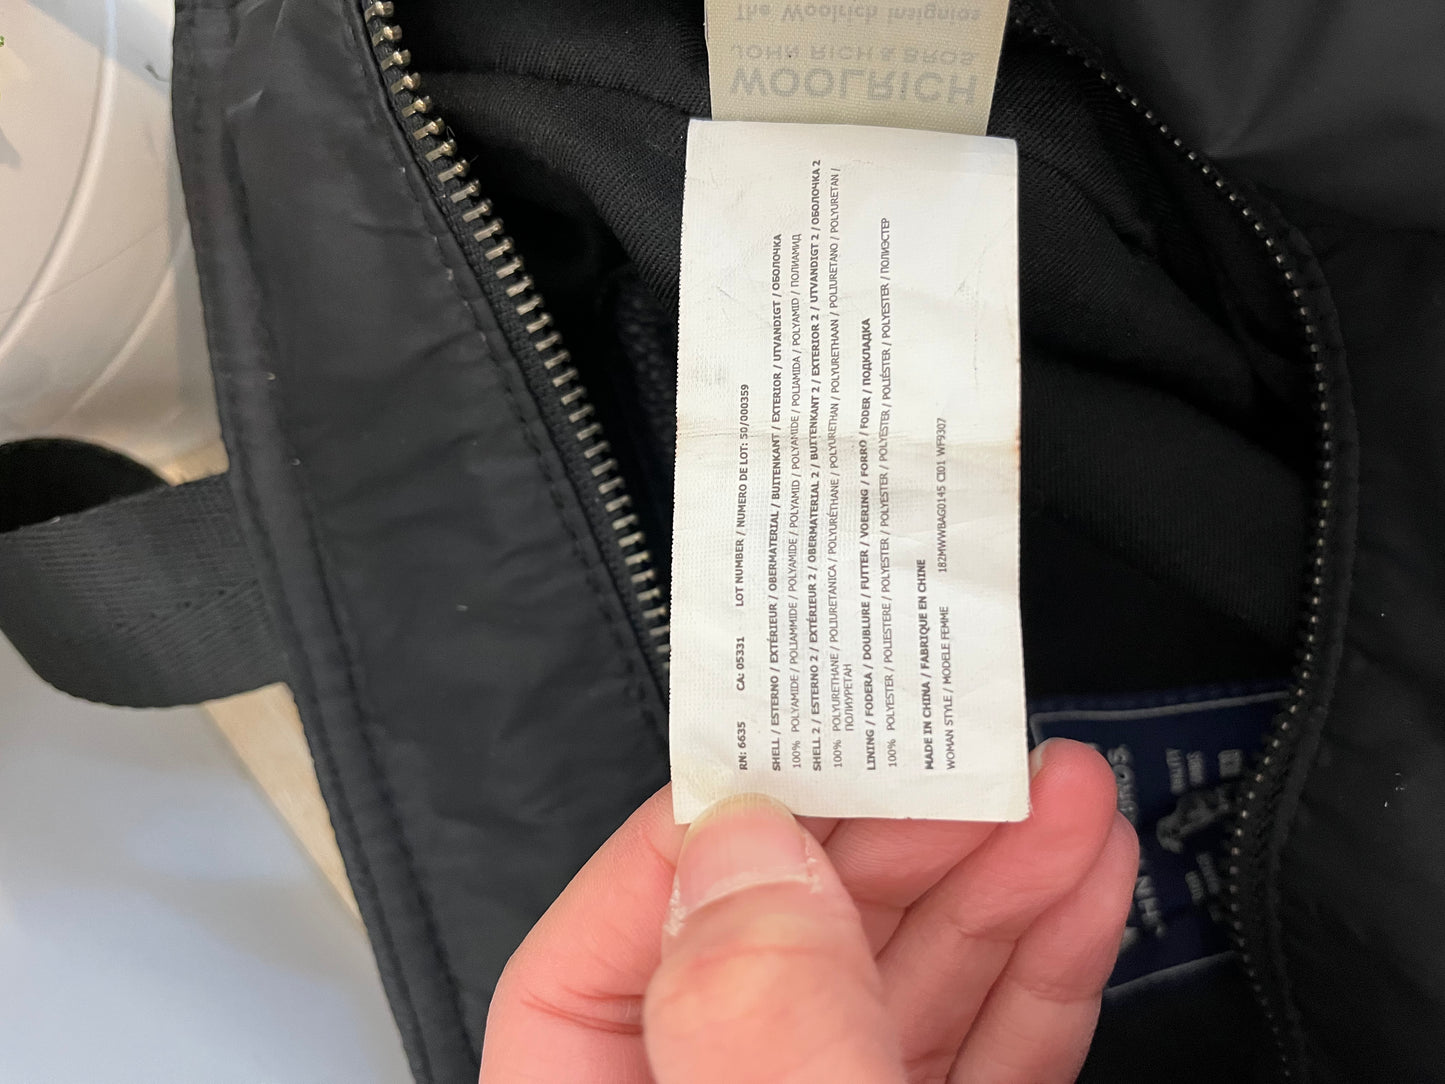 The Woolrich insignias
JOHN RICH & BROS.
WOOLRICH
RN: 6635 CA: 05331 LOT NUMBER / NUMERO DE LOT: 50/000359
SHELL / ESTERNO / EXTÉRIEUR / OBERMATERIAL / BUITENKANT / EXTERIOR / UTVANDIGT / ОБОЛОЧКА
100% POLYAMIDE / POLIAMMIDE / POLYAMIDE / POLYAMID / POLYAMIDE / POLIAMIDA / POLYAMID / ПОЛИАМИД
SHELL 2 / ESTERNO 2 / EXTÉRIEUR 2 / OBERMATERIAL 2 / BUITENKANT 2 / EXTERIOR 2 / UTVANDIGT 2 / ОБОЛОЧКА 2
100% POLYURETHANE / POLIURETANICA / POLYURÉTHANE / POLYURETHAN / POLYURETHAAN / POLIURETANO / POLYURETAN /
ПОЛИУРЕТАН
LINING / FODERA / DOUBLURE / FUTTER / VOERING / FORRO / FODER / ПОДКЛАДКА
100% POLYESTER / POLIESTERE / POLYESTER / POLYESTER / POLYESTER / POLIÉSTER / POLYESTER / ПОЛИЭСТЕР
MADE IN CHINA / FABRIQUE EN CHINE
WOMAN STYLE / MODELE FEMME 182MWWBAG0145 CI01 WF9307
BROS